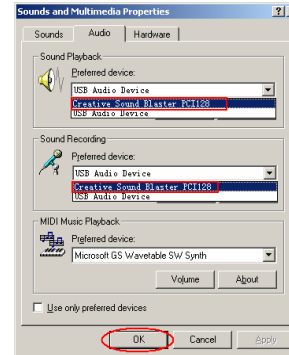 Sounds and Multimedia Properties
Sounds Audio Hardware
Sound Playback
Preferred device:
USB Audio Device
Creative Sound Blaster PCI128
USB Audio Device
Sound Recording
Preferred device:
USB Audio Device
Creative Sound Blaster PCI128
USB Audio Device
MIDI Music Playback
Preferred device:
Microsoft GS Wavetable SW Synth
Volume About
Use only preferred devices
OK Cancel Apply